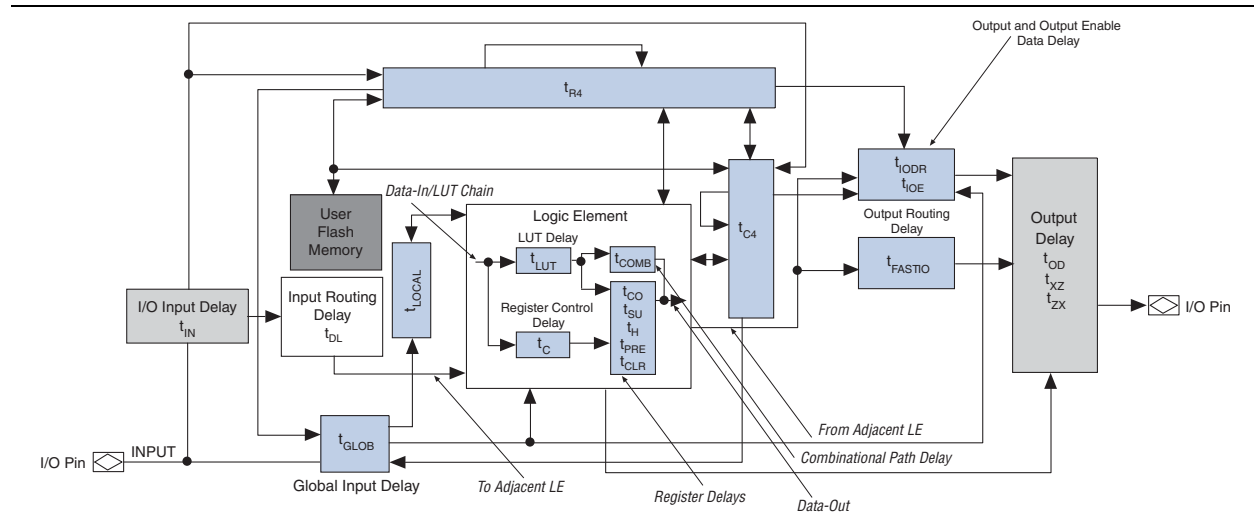 Output and Output Enable
Data Delay
tR4
tIODR
tIOE
Data-In/LUT Chain
User
Flash
Memory
Logic Element
tC4
Output Routing
Delay
Output
Delay
tOD
tXZ
tZX
LUT Delay
tLUT
tCOMB
tFASTIO
tLOCAL
I/O Input Delay
tIN
Input Routing
Delay
tDL
Register Control
Delay
tC
tCO
tSU
tH
tPRE
tCLR
I/O Pin
From Adjacent LE
INPUT
tGLOB
I/O Pin
Combinational Path Delay
Global Input Delay
To Adjacent LE
Register Delays
Data-Out